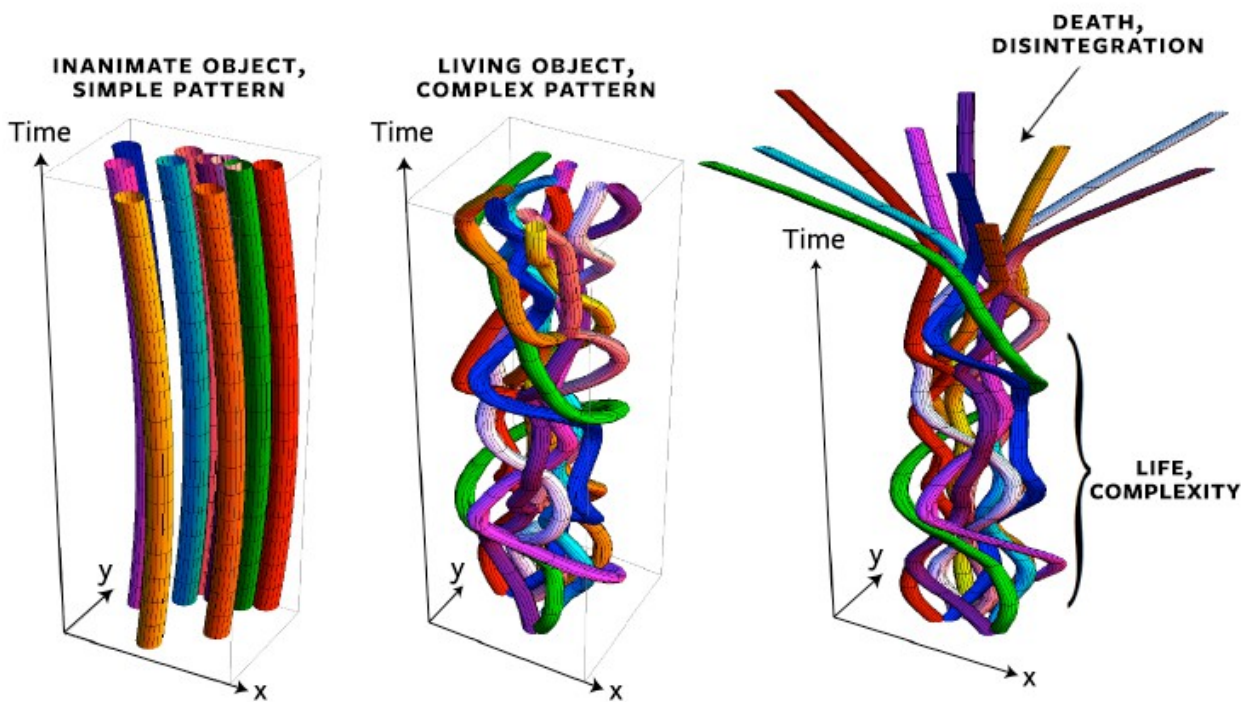 INANIMATE OBJECT,
SIMPLE PATTERN
Time
y
x
LIVING OBJECT,
COMPLEX PATTERN
Time
y
x
DEATH,
DISINTEGRATION
Time
LIFE,
COMPLEXITY
y
x